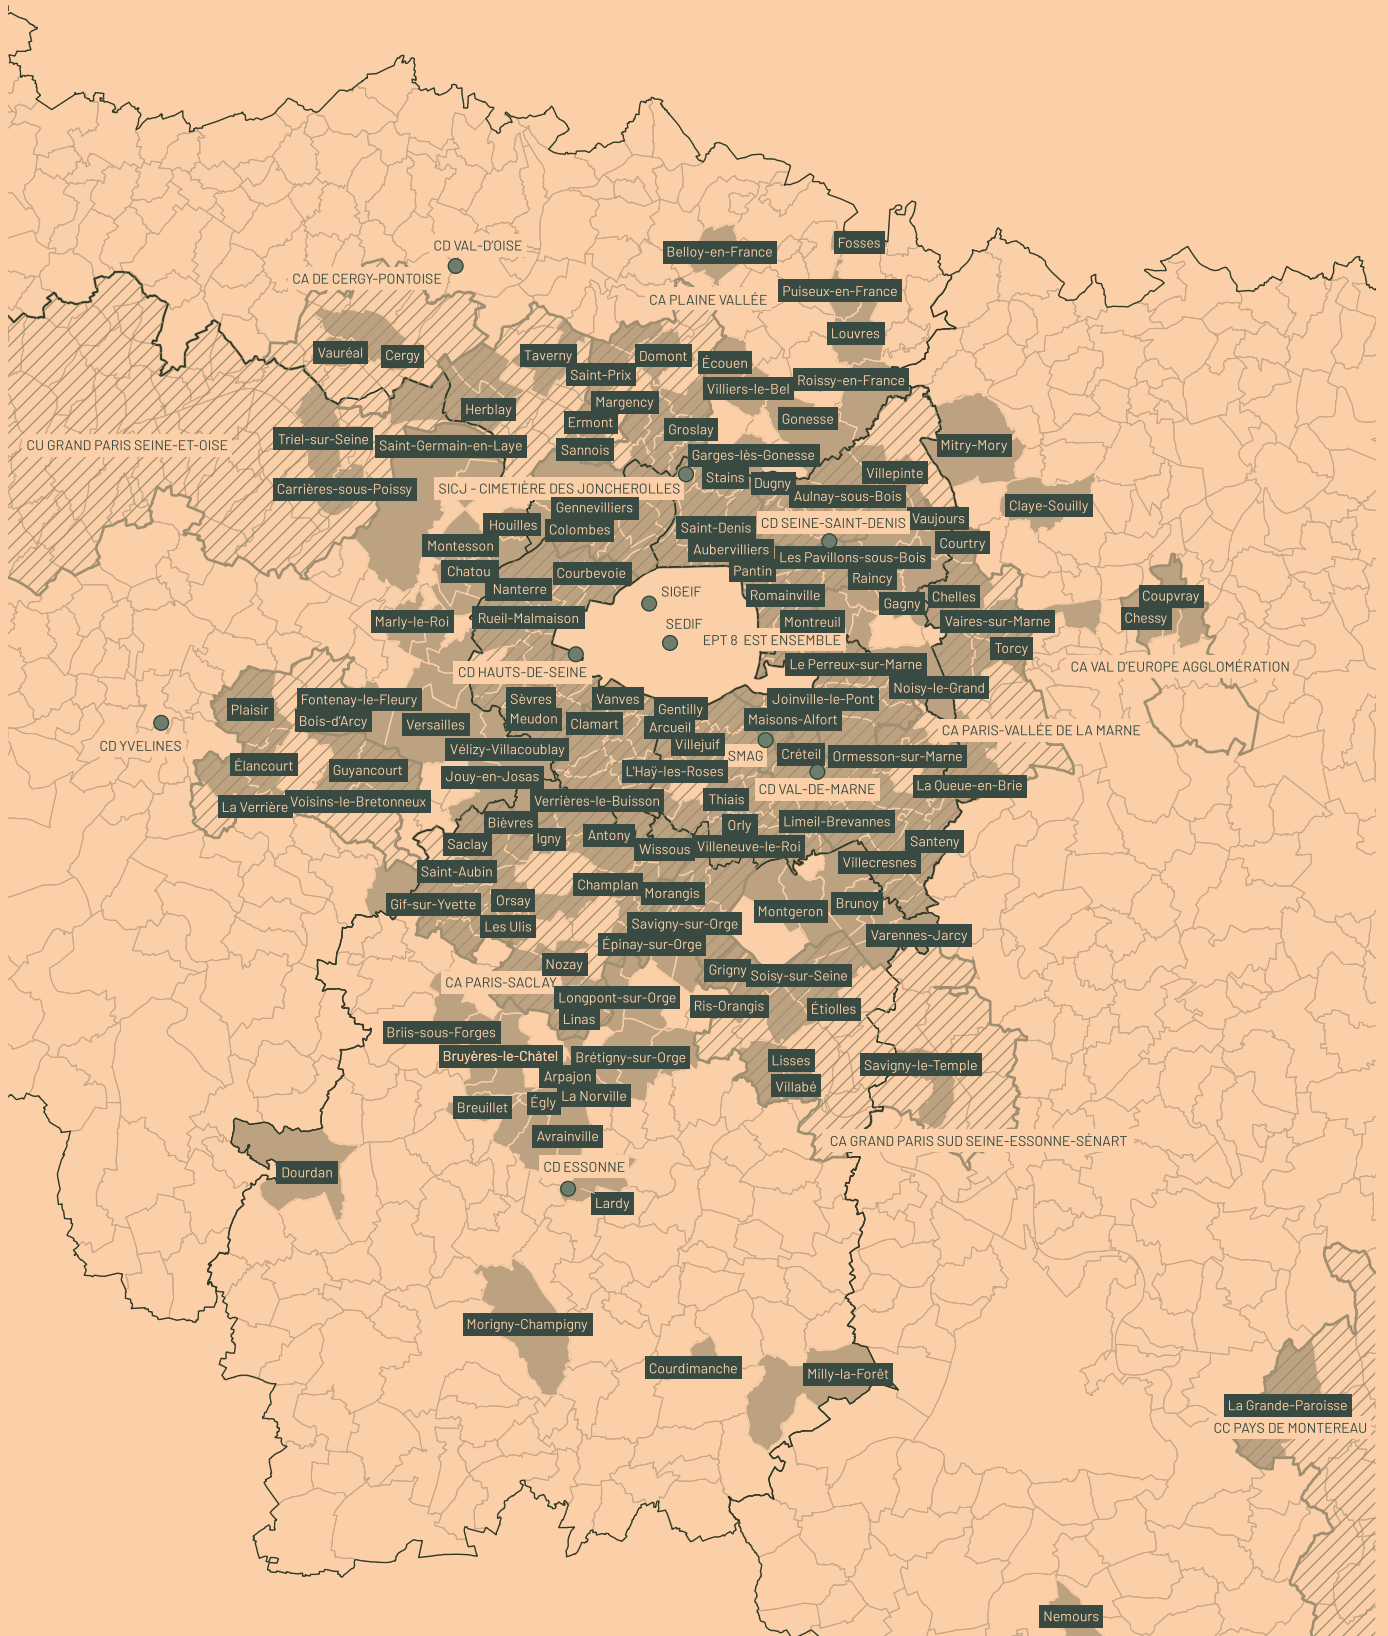 Fosses
CD VAL-D'OISE
Belloy-en-France
CA DE CERGY-PONTOISE
Puiseux-en-France
CA PLAINE VALLÉE
Louvres
Vauréal
Cergy
Taverny
Domont
Écouen
Saint-Prix
Roissy-en-France
Villiers-le-Bel
Margency
Herblay
Gonesse
Ermont
Groslay
Triel-sur-Seine
Saint-Germain-en-Laye
CU GRAND PARIS SEINE-ET-OISE
Mitry-Mory
Sannois
Garges-lès-Gonesse
Villepinte
Stains
Dugny
Carrières-sous-Poissy
SICJ - CIMETIÈRE DES JONCHEROLLES
Aulnay-sous-Bois
Claye-Souilly
Gennevilliers
Vaujours
Houilles
Colombes
Saint-Denis
CD SEINE-SAINT-DENIS
Montesson
Courtry
Aubervilliers
Les Pavillons-sous-Bois
Chatou
Courbevoie
Pantin
Raincy
Nanterre
SIGEIF
Romainville
Chelles
Coupvray
Gagny
Marly-le-Roi
Rueil-Malmaison
SEDIF
Montreuil
Vaires-sur-Marne
Chessy
EPT 8 EST ENSEMBLE
Torcy
CD HAUTS-DE-SEINE
Le Perreux-sur-Marne
CA VAL D'EUROPE AGGLOMÉRATION
Noisy-le-Grand
Fontenay-le-Fleury
Sèvres
Vanves
Joinville-le-Pont
Plaisir
Gentilly
Bois-d'Arcy
Versailles
Meudon
Clamart
Arcueil
Maisons-Alfort
CA PARIS-VALLÉE DE LA MARNE
CD YVELINES
Vélizy-Villacoublay
Villejuif
SMAG
Créteil
Ormesson-sur-Marne
Élancourt
Guyancourt
Jouy-en-Josas
L'Haÿ-les-Roses
CD VAL-DE-MARNE
La Queue-en-Brie
La Verrière
Voisins-le-Bretonneux
Verrières-le-Buisson
Thiais
Bièvres
Orly
Limeil-Brevannes
Saclay
Igny
Antony
Wissous
Villeneuve-le-Roi
Santeny
Villecresnes
Saint-Aubin
Champlan
Morangis
Gif-sur-Yvette
Orsay
Montgeron
Brunoy
Les Ulis
Savigny-sur-Orge
Varennes-Jarcy
Épinay-sur-Orge
Nozay
Grigny
Soisy-sur-Seine
CA PARIS-SACLAY
Longpont-sur-Orge
Ris-Orangis
Étiolles
Linas
Briis-sous-Forges
Bruyères-le-Châtel
Brétigny-sur-Orge
Lisses
Savigny-le-Temple
Arpajon
Villabé
Breuillet
Égly
La Norville
Avrainville
CA GRAND PARIS SUD SEINE-ESSONNE-SÉNART
CD ESSONNE
Dourdan
Lardy
Morigny-Champigny
Courdimanche
Milly-la-Forêt
La Grande-Paroisse
CC PAYS DE MONTEREAU
Nemours